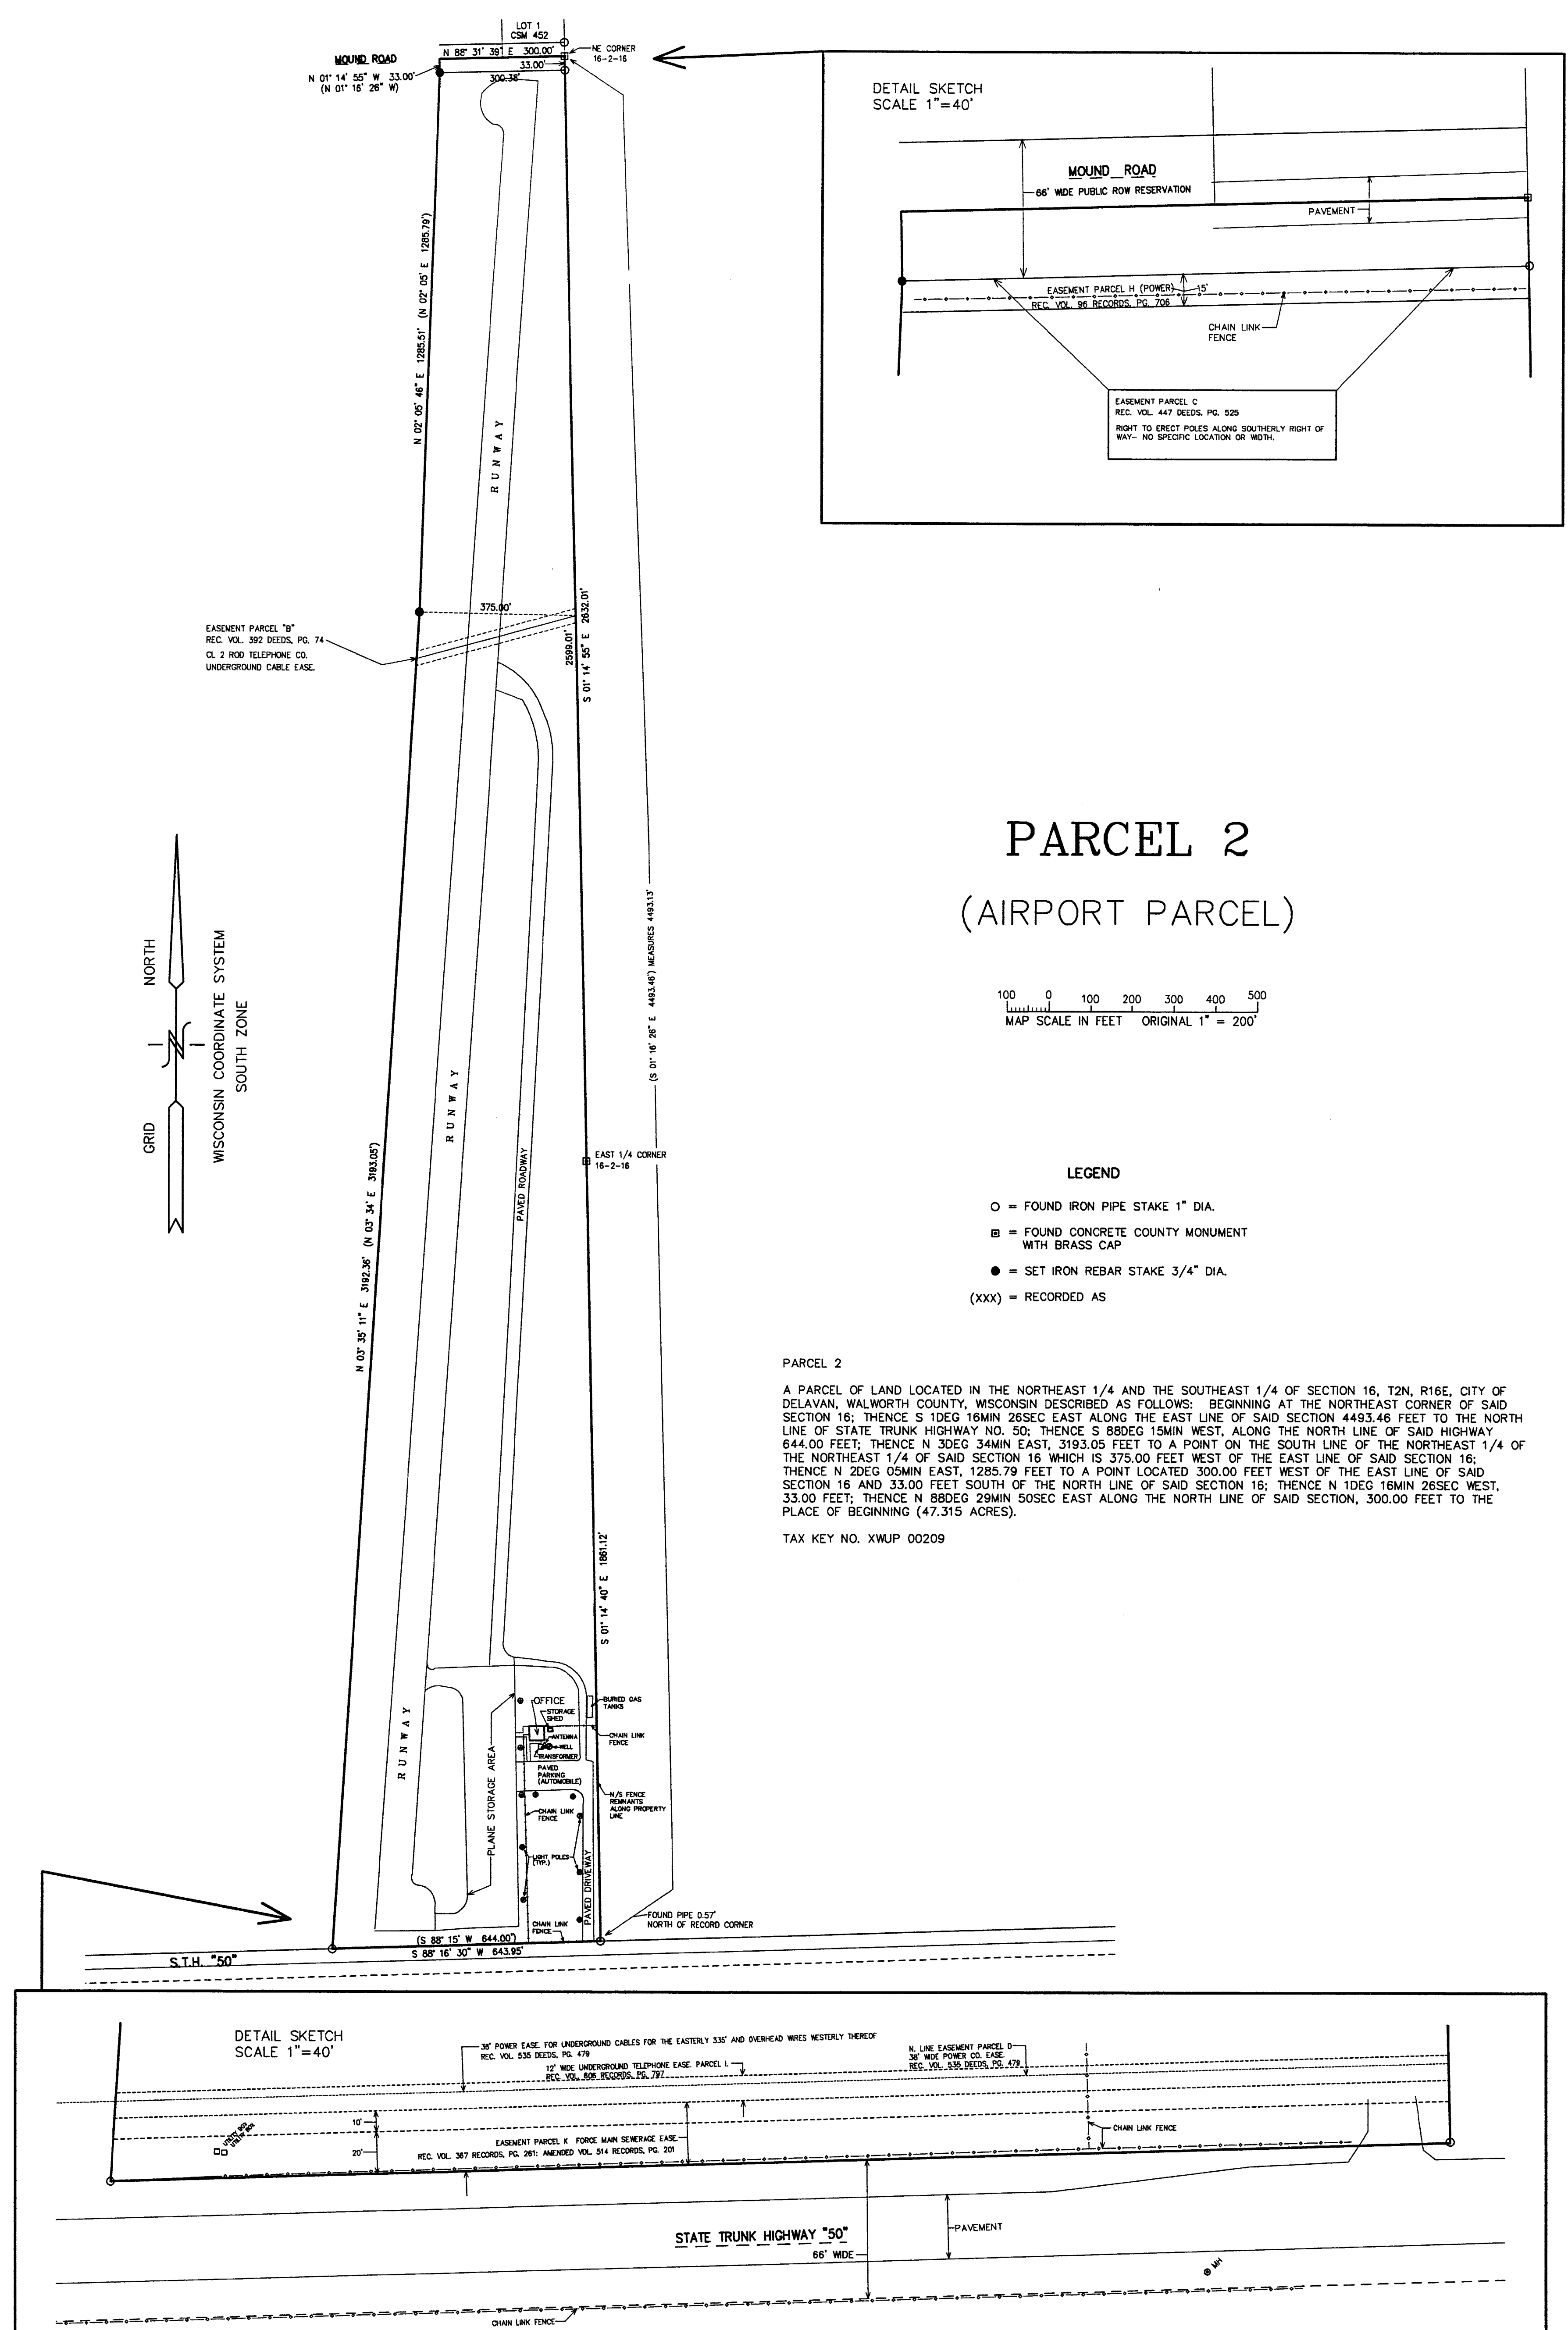 LOT 1
CSM 452
N 88° 31' 39" E 300.00'
NE CORNER
16-2-16
MOUND ROAD
33.00'
N 01° 14' 55" W 33.00'
(N 01° 16' 26" W)
300.38'
DETAIL SKETCH
SCALE 1"=40'
MOUND ROAD
66' WIDE PUBLIC ROW RESERVATION
PAVEMENT
EASEMENT PARCEL H (POWER)
15'
REC. VOL. 96 RECORDS, PG. 706
CHAIN LINK
FENCE
EASEMENT PARCEL C
REC. VOL. 447 DEEDS. PG. 525
RIGHT TO ERECT POLES ALONG SOUTHERLY RIGHT OF
WAY- NO SPECIFIC LOCATION OR WIDTH.
N 02° 05' 46" E 1285.51' (N 02° 05' E 1285.79')
RUNWAY
375.00'
EASEMENT PARCEL "B"
REC. VOL. 392 DEEDS, PG. 74
CL 2 ROD TELEPHONE CO.
UNDERGROUND CABLE EASE.
2599.01'
S 01° 14' 55" E 2632.01'
PARCEL 2
(AIRPORT PARCEL)
100 0 100 200 300 400 500
MAP SCALE IN FEET ORIGINAL 1" = 200'
GRID NORTH
N
WISCONSIN COORDINATE SYSTEM
SOUTH ZONE
(S 01° 16' 26" E 4493.46') MEASURES 4493.13'
RUNWAY
PAVED ROADWAY
EAST 1/4 CORNER
16-2-16
N 03° 35' 11" E 3192.36' (N 03° 34' E 3193.05')
LEGEND
= FOUND IRON PIPE STAKE 1" DIA.
= FOUND CONCRETE COUNTY MONUMENT
WITH BRASS CAP
= SET IRON REBAR STAKE 3/4" DIA.
(XXX) = RECORDED AS
PARCEL 2
A PARCEL OF LAND LOCATED IN THE NORTHEAST 1/4 AND THE SOUTHEAST 1/4 OF SECTION 16, T2N, R16E, CITY OF
DELAVAN, WALWORTH COUNTY, WISCONSIN DESCRIBED AS FOLLOWS: BEGINNING AT THE NORTHEAST CORNER OF SAID
SECTION 16; THENCE S 1DEG 16MIN 26SEC EAST ALONG THE EAST LINE OF SAID SECTION 4493.46 FEET TO THE NORTH
LINE OF STATE TRUNK HIGHWAY NO. 50; THENCE S 88DEG 15MIN WEST, ALONG THE NORTH LINE OF SAID HIGHWAY
644.00 FEET; THENCE N 3DEG 34MIN EAST, 3193.05 FEET TO A POINT ON THE SOUTH LINE OF THE NORTHEAST 1/4 OF
THE NORTHEAST 1/4 OF SAID SECTION 16 WHICH IS 375.00 FEET WEST OF THE EAST LINE OF SAID SECTION 16;
THENCE N 2DEG 05MIN EAST, 1285.79 FEET TO A POINT LOCATED 300.00 FEET WEST OF THE EAST LINE OF SAID
SECTION 16 AND 33.00 FEET SOUTH OF THE NORTH LINE OF SAID SECTION 16; THENCE N 1DEG 16MIN 26SEC WEST,
33.00 FEET; THENCE N 88DEG 29MIN 50SEC EAST ALONG THE NORTH LINE OF SAID SECTION, 300.00 FEET TO THE
PLACE OF BEGINNING (47.315 ACRES).
TAX KEY NO. XWUP 00209
S 01° 14' 40" E 1861.12'
RUNWAY
PLANE STORAGE AREA
OFFICE
STORAGE
SHED
ANTENNA
WELL
TRANSFORMER
BURIED GAS
TANKS
CHAIN LINK
FENCE
PAVED
PARKING
(AUTOMOBILE)
N/S FENCE
REMNANTS
ALONG PROPERTY
LINE
CHAIN LINK
FENCE
LIGHT POLES
(TYP.)
PAVED DRIVEWAY
CHAIN LINK
FENCE
FOUND PIPE 0.57'
NORTH OF RECORD CORNER
(S 88° 15' W 644.00')
S 88° 16' 30" W 643.95'
S.T.H. "50"
DETAIL SKETCH
SCALE 1"=40'
38' POWER EASE. FOR UNDERGROUND CABLES FOR THE EASTERLY 335' AND OVERHEAD WIRES WESTERLY THEREOF
REC. VOL. 535 DEEDS, PG. 479
12' WIDE UNDERGROUND TELEPHONE EASE. PARCEL L
REC. VOL. 606 RECORDS, PG. 797
N. LINE EASEMENT PARCEL D
38' WIDE POWER CO. EASE.
REC. VOL. 535 DEEDS, PG. 479
UTILITY BOX
UTILITY BOX
10'
20'
EASEMENT PARCEL K FORCE MAIN SEWERAGE EASE.
REC. VOL. 367 RECORDS, PG. 261: AMENDED VOL. 514 RECORDS, PG. 201
CHAIN LINK FENCE
STATE TRUNK HIGHWAY "50"
66' WIDE
PAVEMENT
MH
CHAIN LINK FENCE